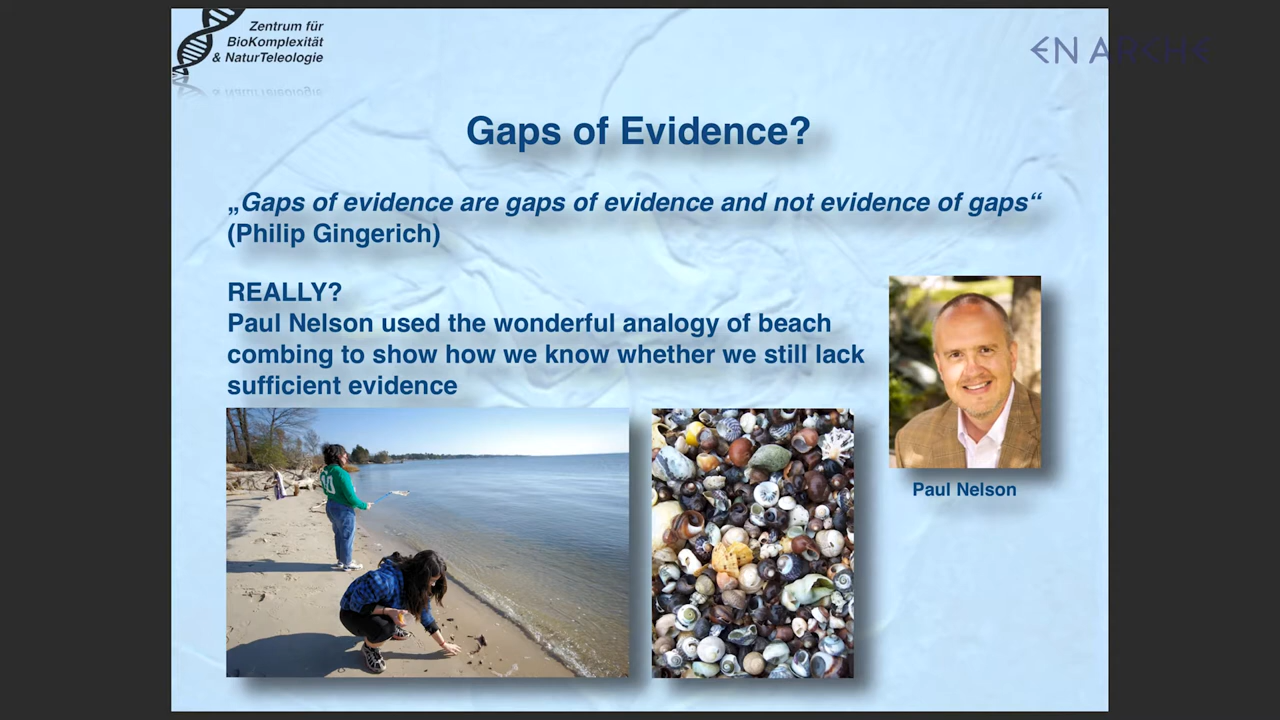 Zentrum für
BioKomplexität
& NaturTeleologie
EN ARCHE
Gaps of Evidence?
„Gaps of evidence are gaps of evidence and not evidence of gaps“
(Philip Gingerich)
REALLY?
Paul Nelson used the wonderful analogy of beach
combing to show how we know whether we still lack
sufficient evidence
Paul Nelson